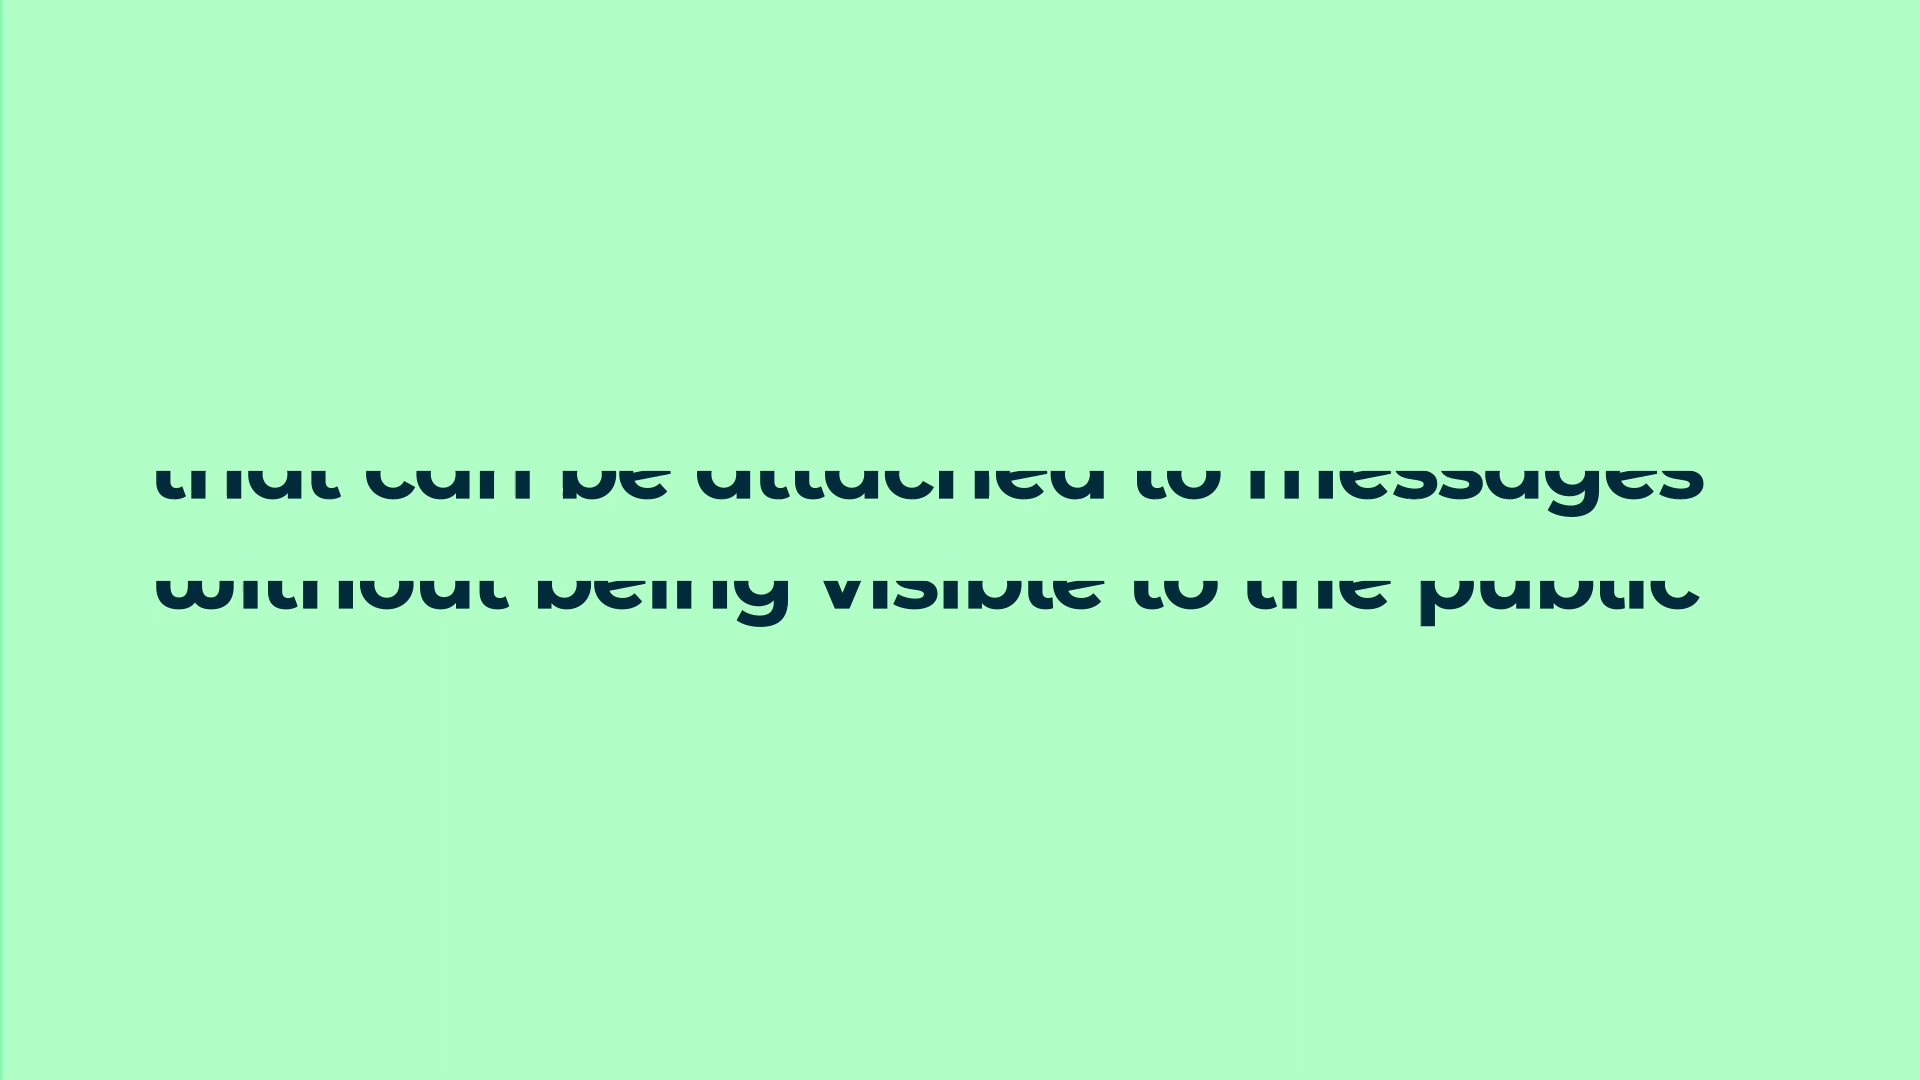 that can be attached to messages
without being visible to the public